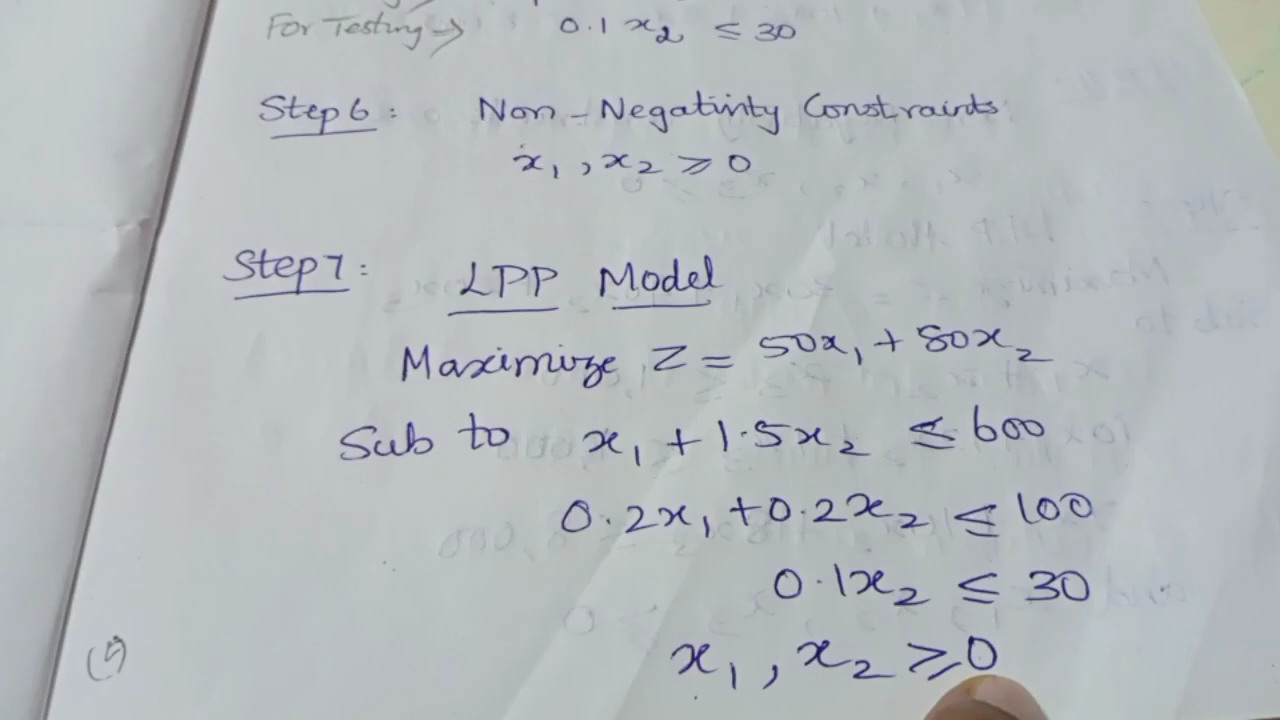 For Testing → 0.1 x₂ ≤ 30
Step 6 : Non-Negativity Constraints
x₁ , x₂ ≥ 0
Step 7 : LPP Model
Maximize Z = 50x₁ + 80x₂
Sub to x₁ + 1.5x₂ ≤ 600
0.2x₁ + 0.2x₂ ≤ 100
0.1x₂ ≤ 30
x₁ , x₂ ≥ 0
(5)